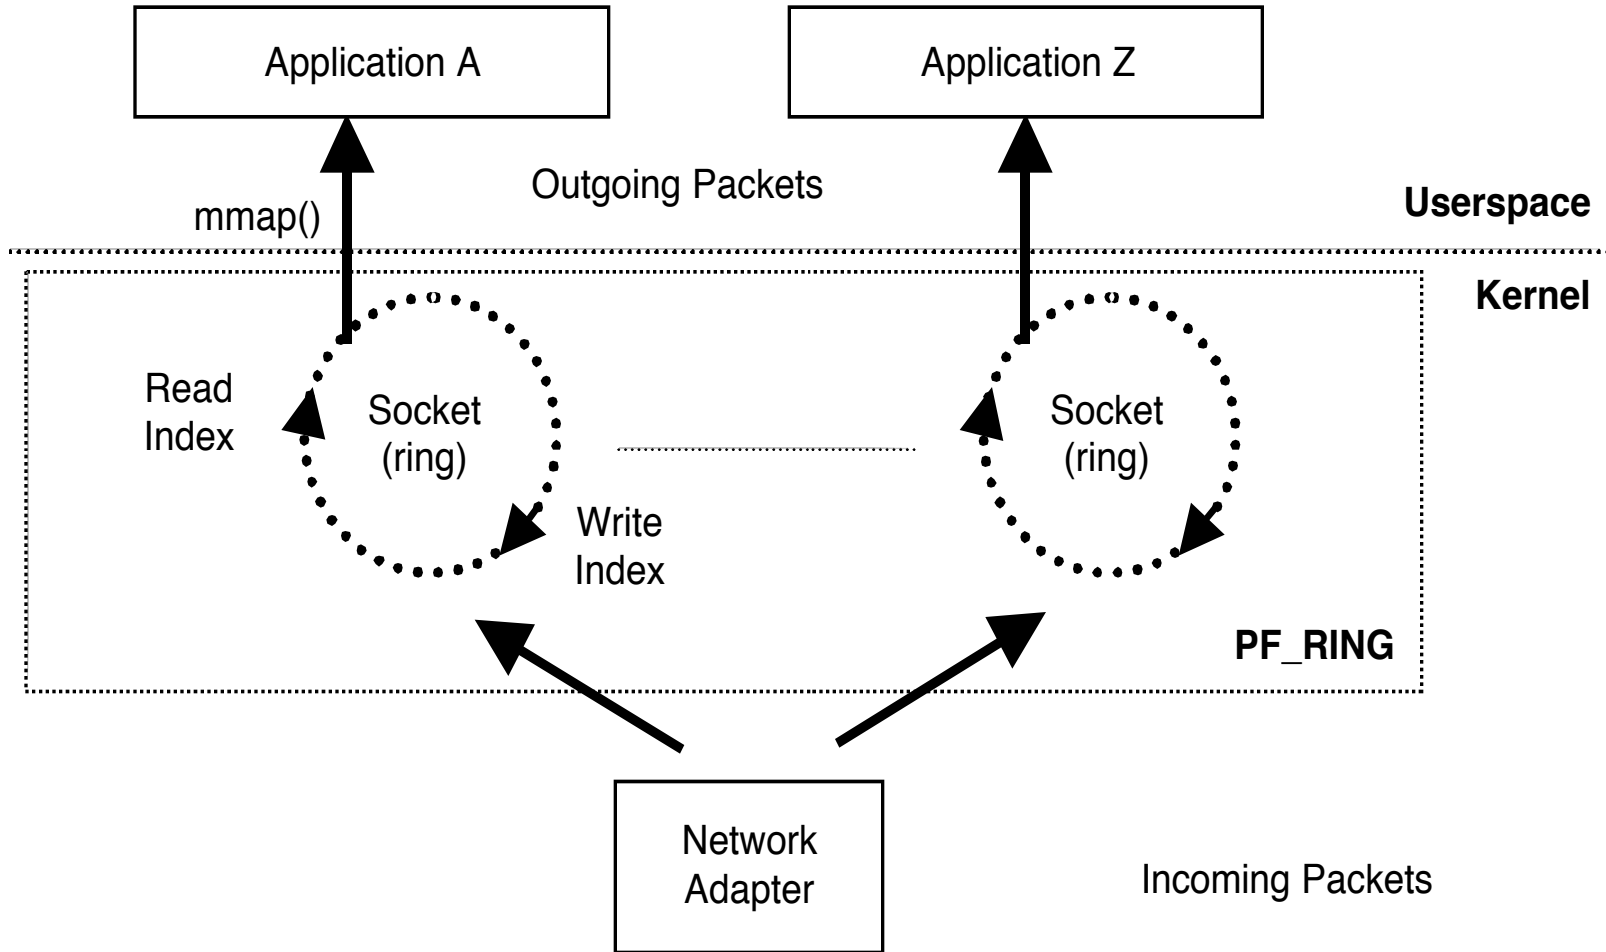 Application A
Application Z
Outgoing Packets
mmap()
Userspace
Kernel
Read
Index
Socket
(ring)
Write
Index
Socket
(ring)
PF_RING
Network
Adapter
Incoming Packets